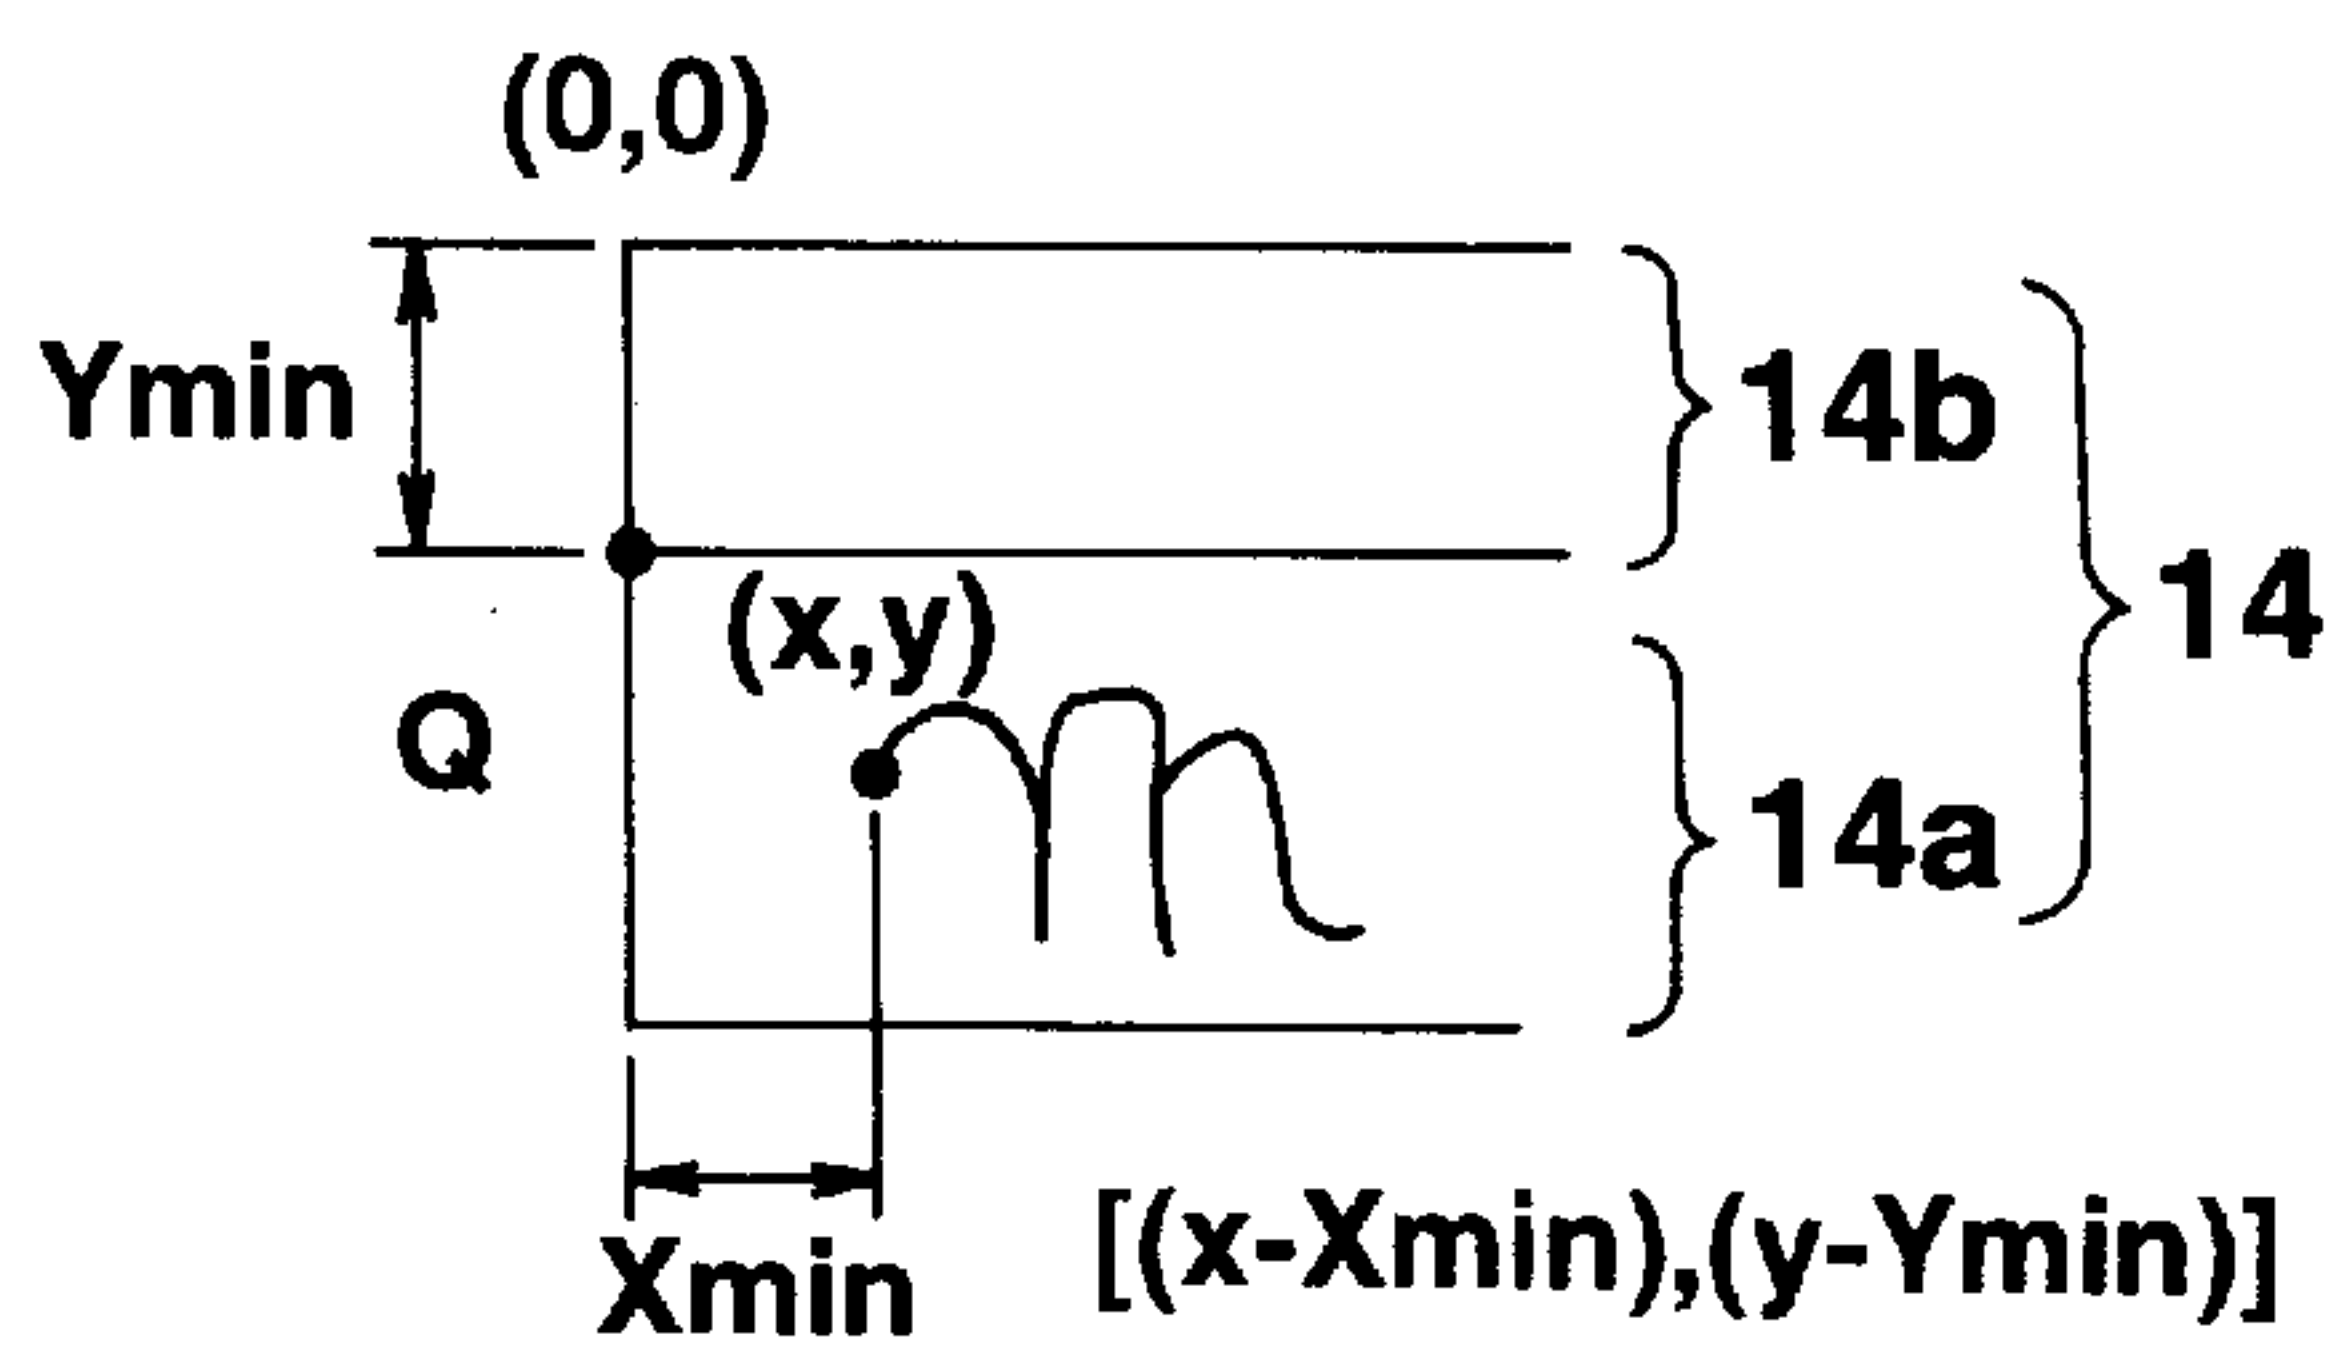 (0,0)
Ymin
14b
14
(x,y)
Q
14a
Xmin
[(x-Xmin),(y-Ymin)]